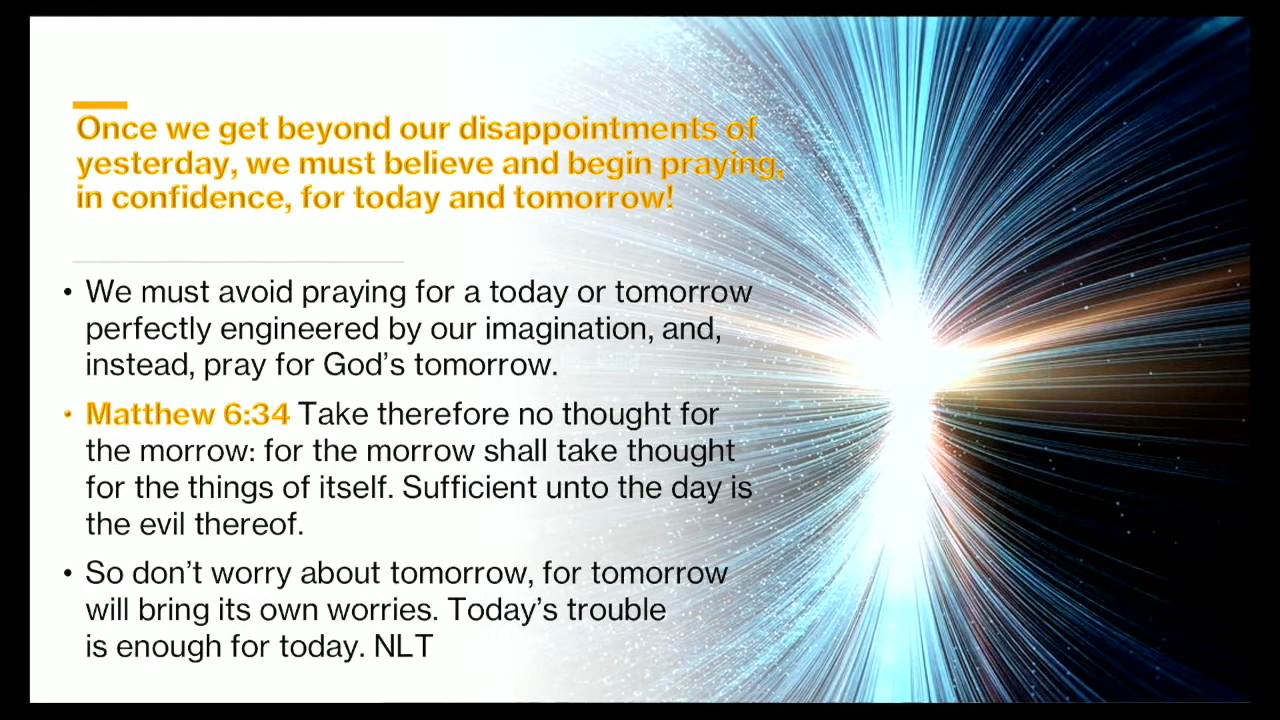 Once we get beyond our disappointments of
yesterday, we must believe and begin praying,
in confidence, for today and tomorrow!
• We must avoid praying for a today or tomorrow
perfectly engineered by our imagination, and,
instead, pray for God’s tomorrow.
• Matthew 6:34 Take therefore no thought for
the morrow: for the morrow shall take thought
for the things of itself. Sufficient unto the day is
the evil thereof.
• So don’t worry about tomorrow, for tomorrow
will bring its own worries. Today’s trouble
is enough for today. NLT